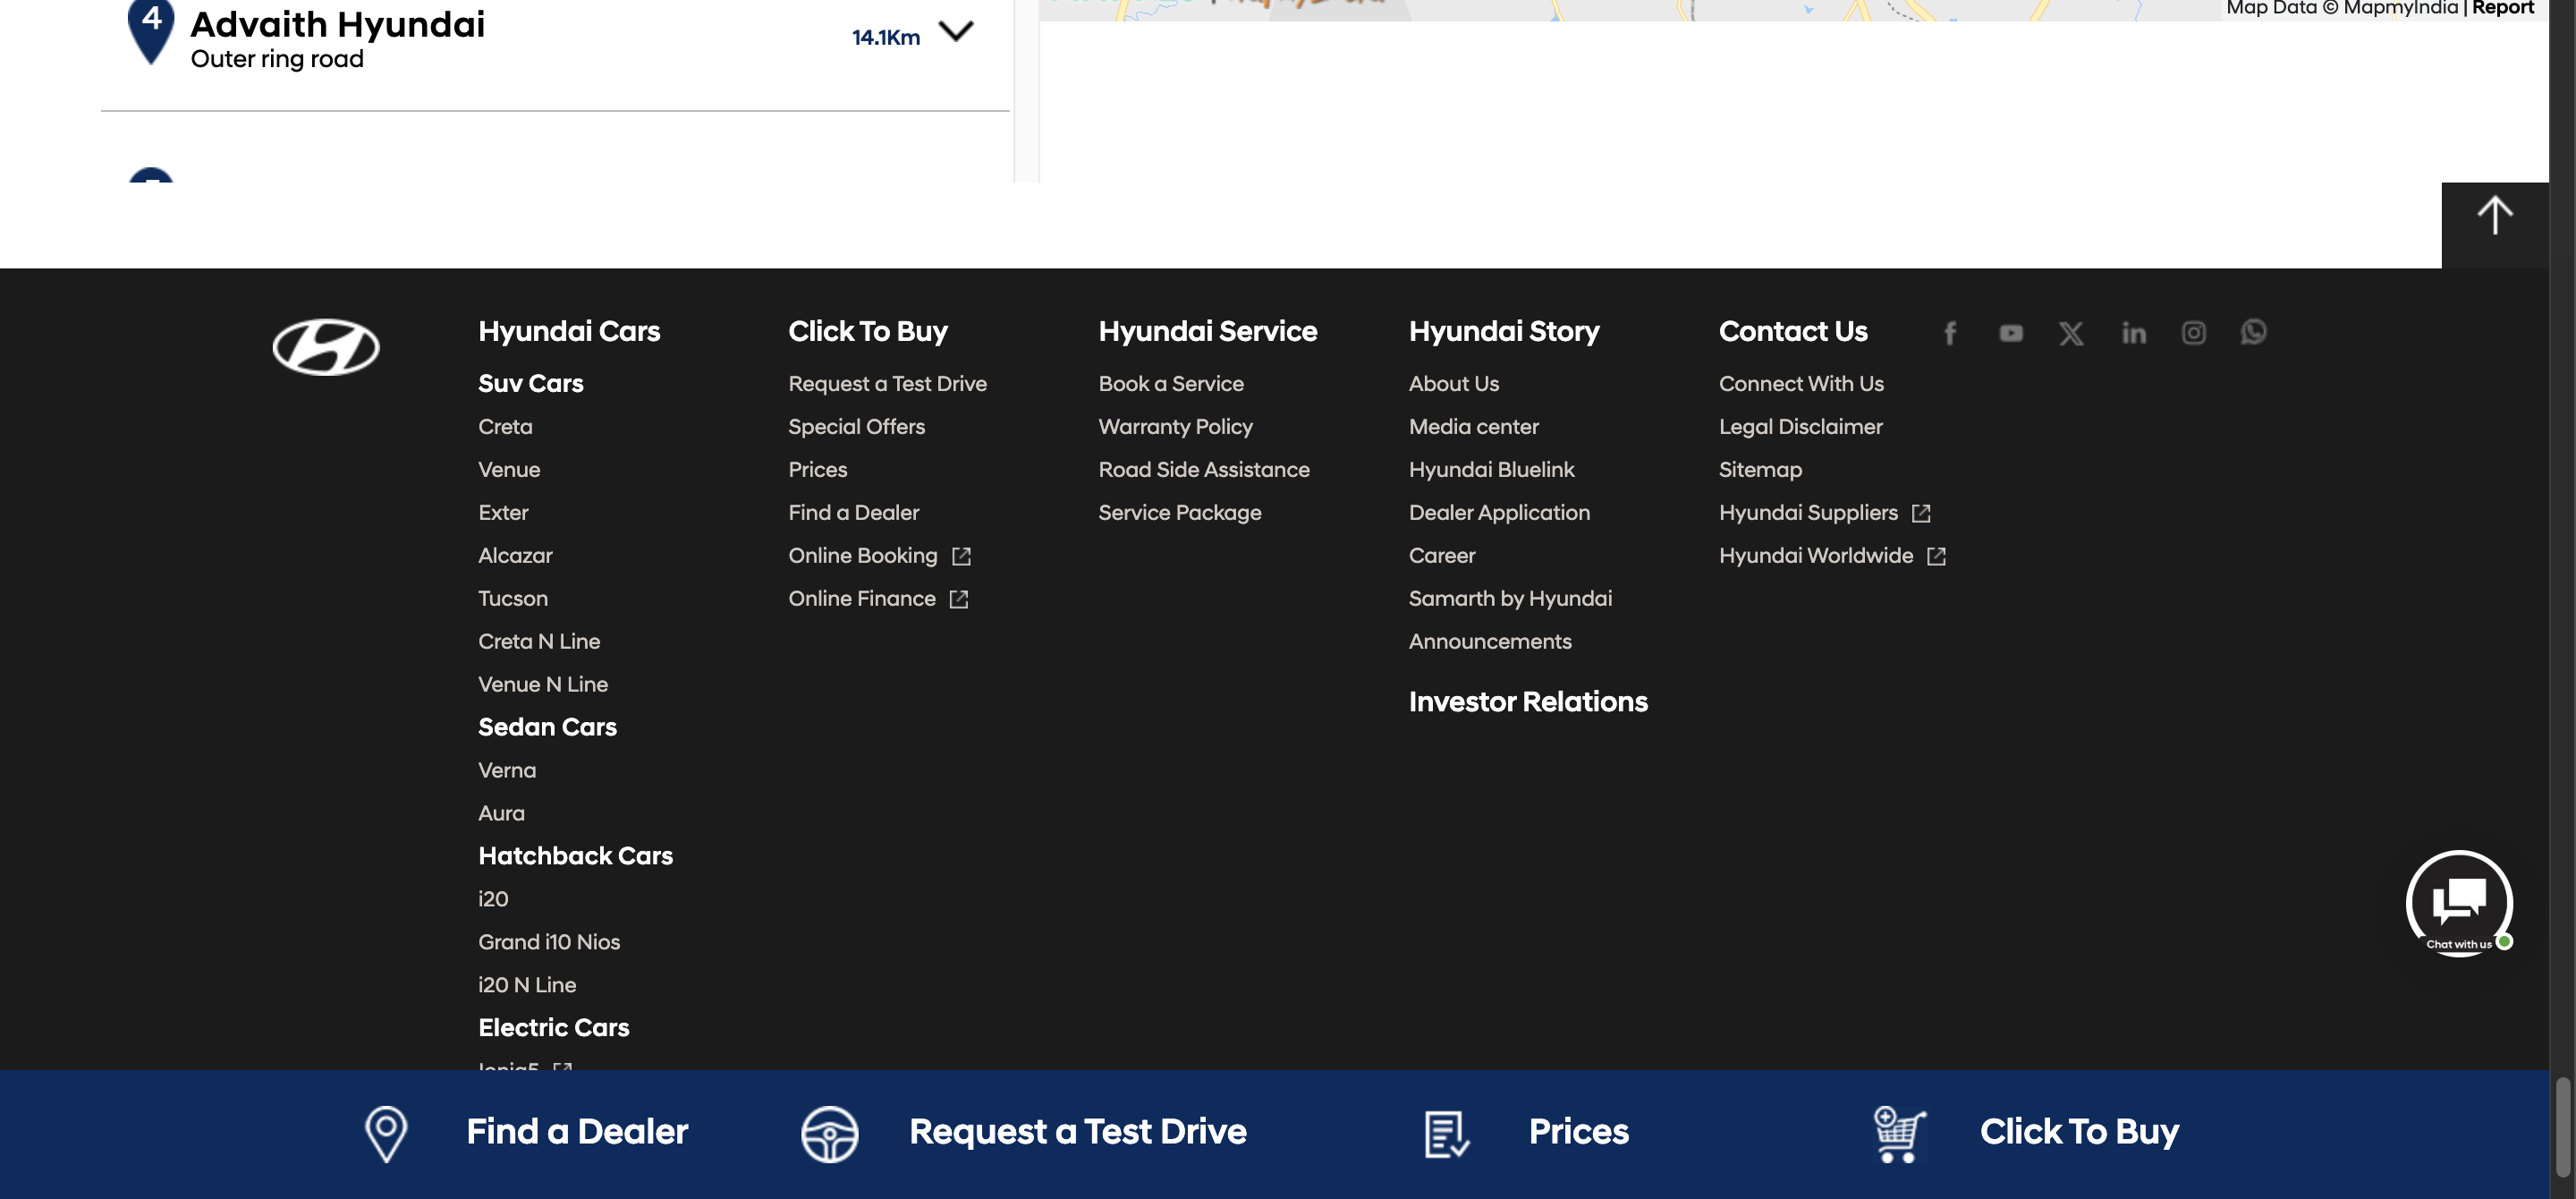 4
Advaith Hyundai
Outer ring road
14.1Km
Map Data © MapmyIndia | Report
Hyundai Cars
Suv Cars
Creta
Venue
Exter
Alcazar
Tucson
Creta N Line
Venue N Line
Sedan Cars
Verna
Aura
Hatchback Cars
i20
Grand i10 Nios
i20 N Line
Electric Cars
Click To Buy
Request a Test Drive
Special Offers
Prices
Find a Dealer
Online Booking
Online Finance
Hyundai Service
Book a Service
Warranty Policy
Road Side Assistance
Service Package
Hyundai Story
About Us
Media center
Hyundai Bluelink
Dealer Application
Career
Samarth by Hyundai
Announcements
Investor Relations
Contact Us
Connect With Us
Legal Disclaimer
Sitemap
Hyundai Suppliers
Hyundai Worldwide
Chat with us
Find a Dealer
Request a Test Drive
Prices
Click To Buy